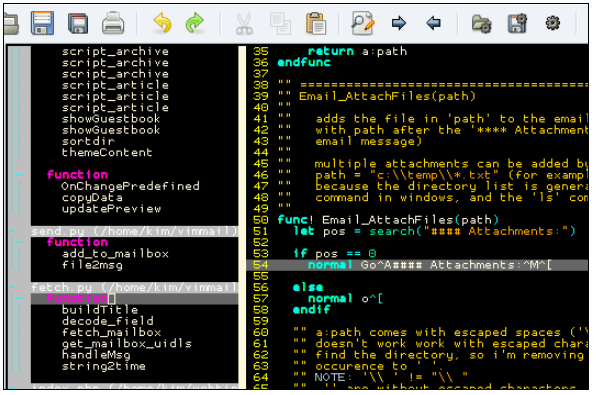 script_archive
script_archive
script_archive
script_article
script_article
script_article
showGuestbook
showGuestbook
sortdir
themeContent
function
OnChangePredefined
copyData
updatePreview
send.py (/home/kim/vimmail)
function
add_to_mailbox
file2msg
fetch.py (/home/kim/vimmail
function
buildTitle
decode_field
fetch_mailbox
get_mailbox_uidls
handleMsg
string2time
35 return a:path
36 endfunc
37
38 "" ====================================
39 "" Email_AttachFiles(path)
40 ""
41 "" adds the file in 'path' to the email
42 "" with path after the '**** Attachment
43 "" email message)
44 ""
45 "" multiple attachments can be added by
46 "" path = "c:\\temp\\*.txt" (for examp
47 "" because the directory list is genera
48 "" command in windows, and the 'ls' com
49 ""
50 func! Email_AttachFiles(path)
51 let pos = search("#### Attachments:")
52
53 if pos == 0
54 normal Go^A#### Attachments:^M^[
55
56 else
57 normal o^[
58 endif
59
60 "" a:path comes with escaped spaces ('\
61 "" doesn't work work with escaped chara
62 "" find the directory, so i'm removing
63 "" occurence to ' '.
64 "" NOTE: '\\ ' != "\\ "
65 "" '' are without escaped characters